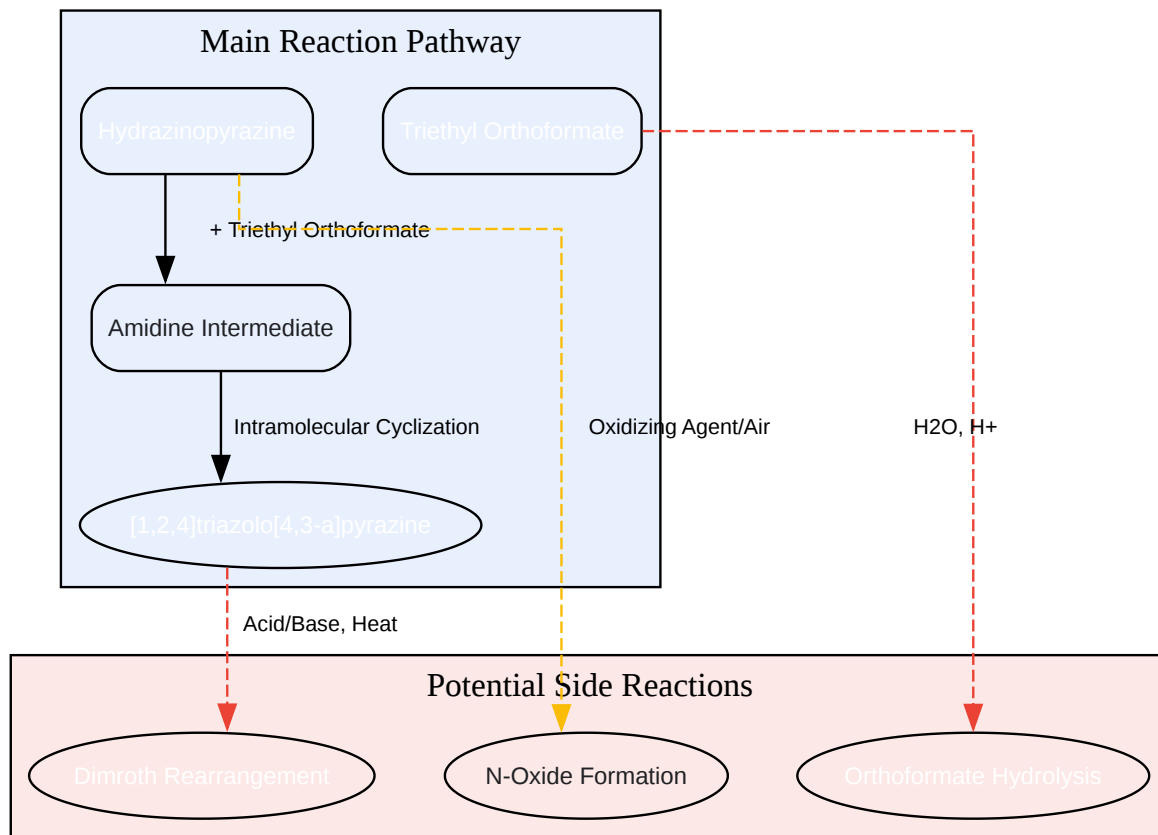 Main Reaction Pathway
Hydrazinopyrazine
Triethyl Orthoformate
+ Triethyl Orthoformate
Amidine Intermediate
Intramolecular Cyclization
Oxidizing Agent/Air
H2O, H+
[1,2,4]triazolo[4,3-a]pyrazine
Acid/Base, Heat
Potential Side Reactions
Dimroth Rearrangement
N-Oxide Formation
Orthoformate Hydrolysis